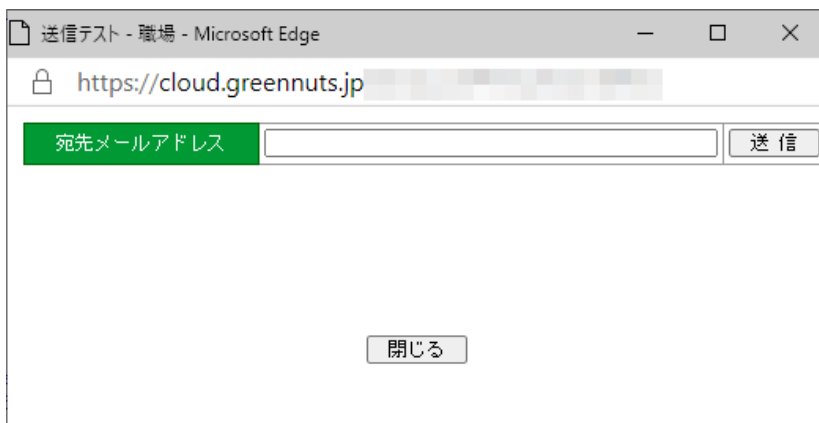 送信テスト - 職場 - Microsoft Edge
https://cloud.greennuts.jp
宛先メールアドレス 送 信
閉じる